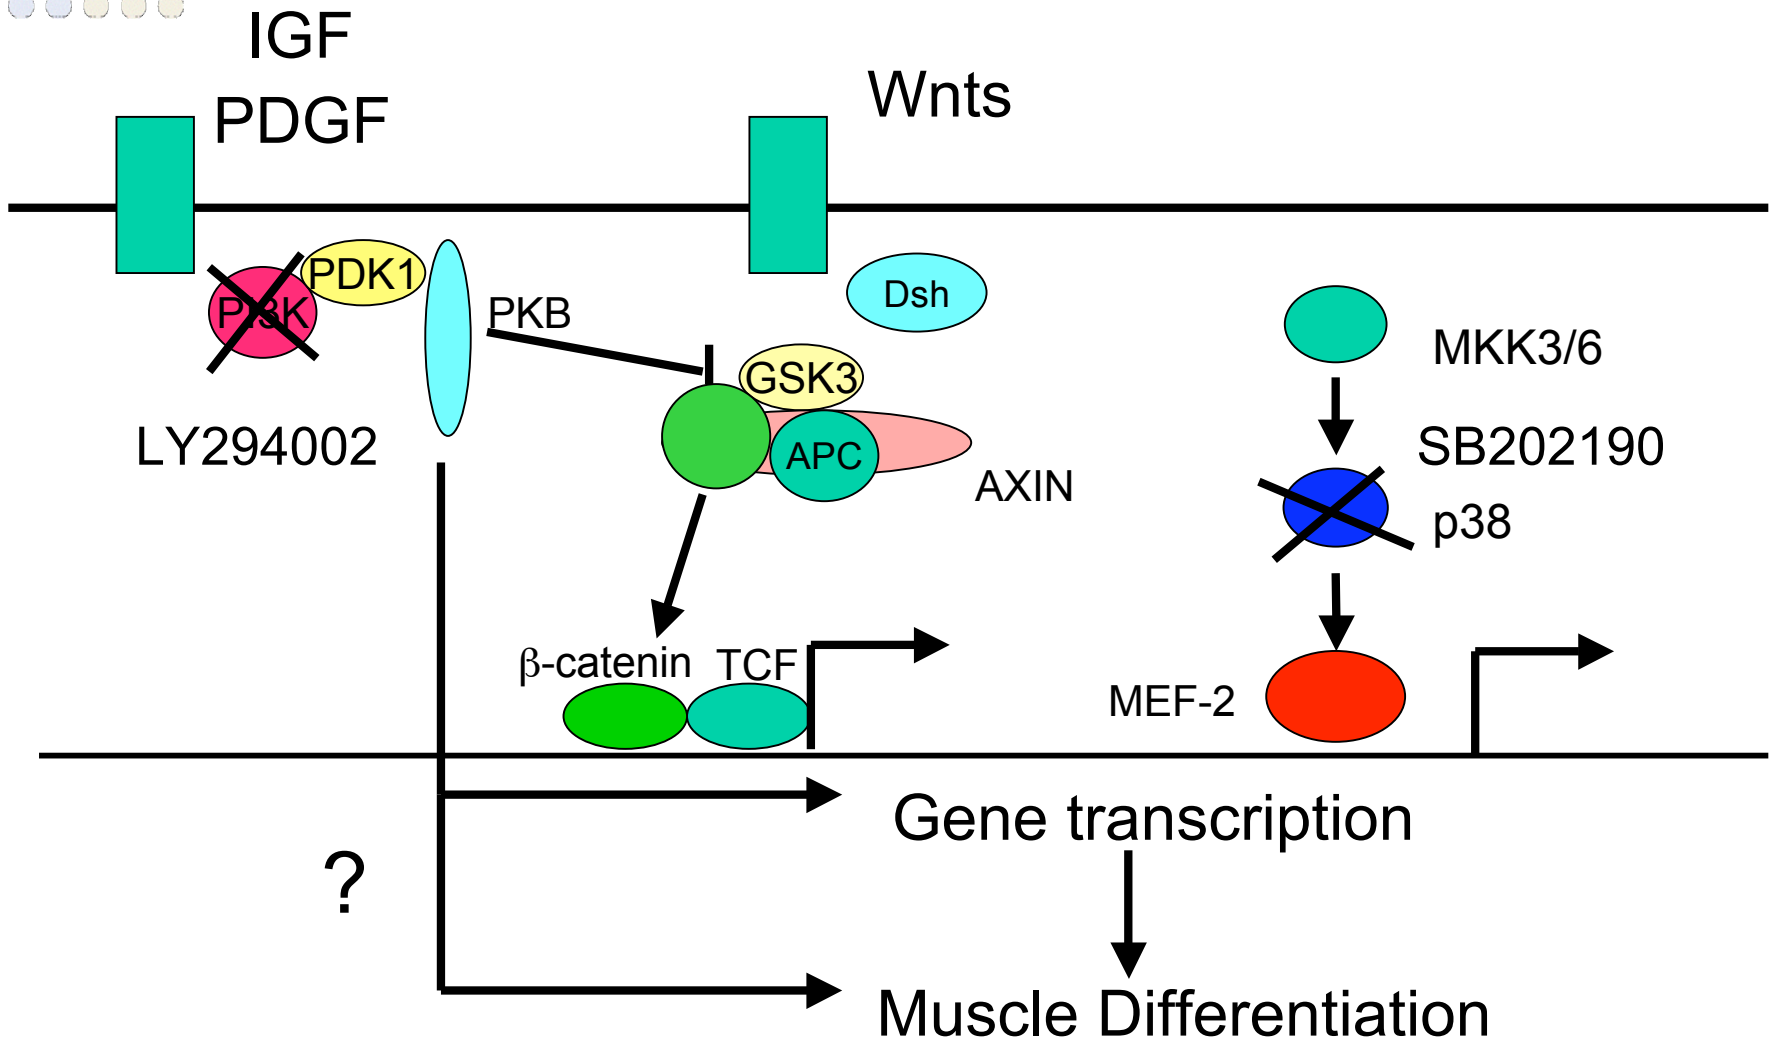 IGF
PDGF
Wnts
PI3K
PDK1
PKB
Dsh
GSK3
APC
AXIN
LY294002
MKK3/6
SB202190
p38
β-catenin
TCF
MEF-2
Gene transcription
?
Muscle Differentiation